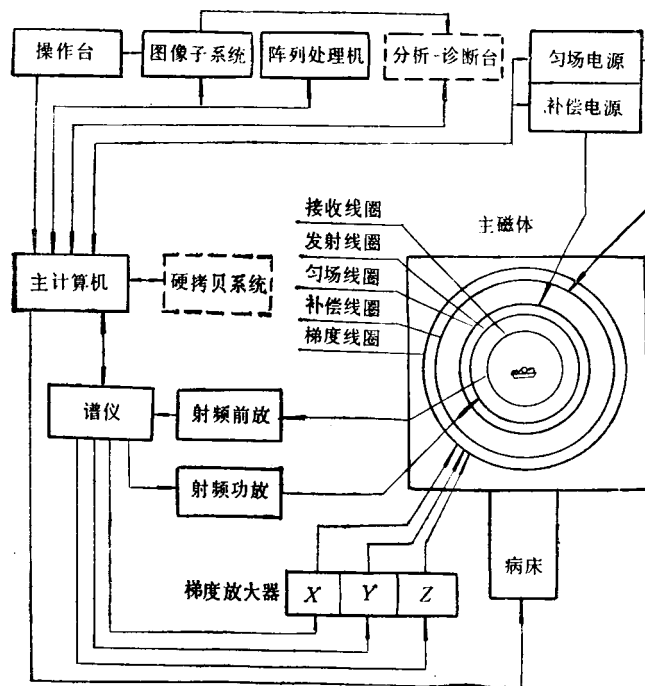 操作台
图像子系统
阵列处理机
分析-诊断台
匀场电源
补偿电源
接收线圈
发射线圈
匀场线圈
补偿线圈
梯度线圈
主磁体
主计算机
硬拷贝系统
谱仪
射频前放
射频功放
梯度放大器
X
Y
Z
病床